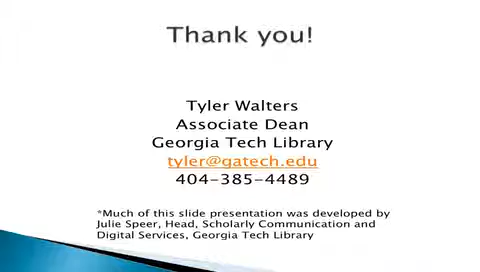 Thank you!
Tyler Walters
Associate Dean
Georgia Tech Library
tyler@gatech.edu
404-385-4489
*Much of this slide presentation was developed by
Julie Speer, Head, Scholarly Communication and
Digital Services, Georgia Tech Library